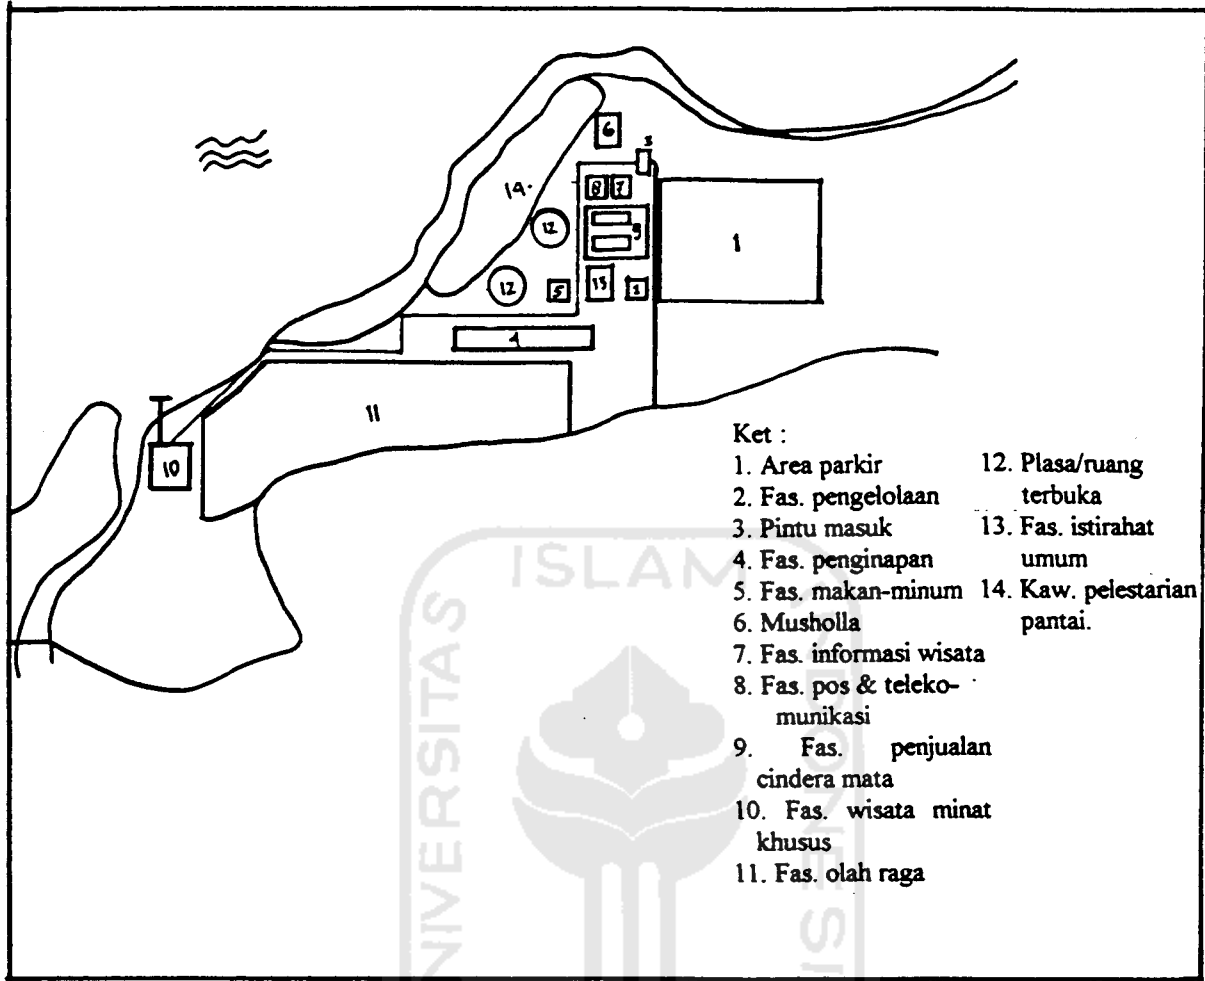 6
3
14.
8
7
12
9
1
12
5
13
2
4
11
10
Ket :
1. Area parkir
2. Fas. pengelolaan
3. Pintu masuk
4. Fas. penginapan
5. Fas. makan-minum
6. Musholla
7. Fas. informasi wisata
8. Fas. pos & teleko-
munikasi
9. Fas. penjualan
cindera mata
10. Fas. wisata minat
khusus
11. Fas. olah raga
12. Plasa/ruang
terbuka
13. Fas. istirahat
umum
14. Kaw. pelestarian
pantai.
ISLAM
UNIVERSITAS
INDONESI